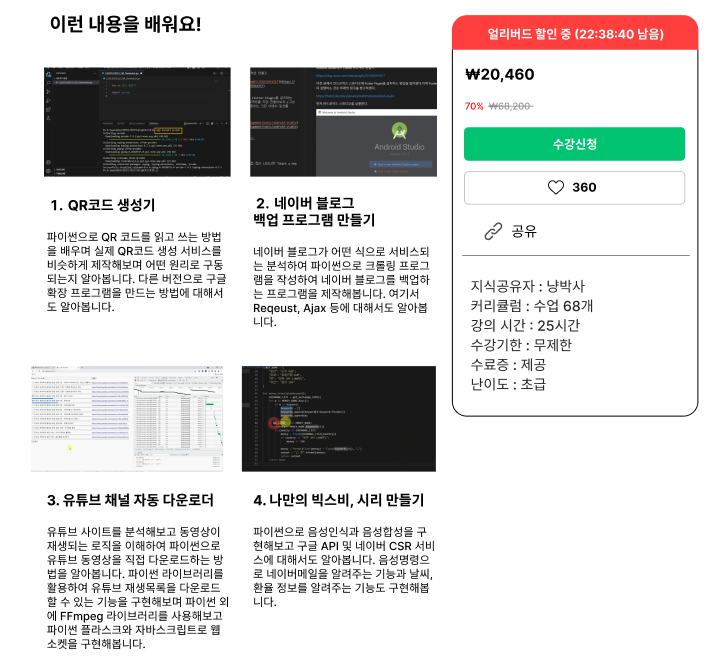 이런 내용을 배워요!
얼리버드 할인 중 (22:38:40 남음)
₩20,460
70% ₩68,200
수강신청
360
공유
지식공유자 : 냥박사
커리큘럼 : 수업 68개
강의 시간 : 25시간
수강기한 : 무제한
수료증 : 제공
난이도 : 초급
Android Studio
1. QR코드 생성기
파이썬으로 QR 코드를 읽고 쓰는 방법
을 배우며 실제 QR코드 생성 서비스를
비슷하게 제작해보며 어떤 원리로 구동
되는지 알아봅니다. 다른 버전으로 구글
확장 프로그램을 만드는 방법에 대해서
도 알아봅니다.
2. 네이버 블로그
백업 프로그램 만들기
네이버 블로그가 어떤 식으로 서비스되
는 분석하여 파이썬으로 크롤링 프로그
램을 작성하여 네이버 블로그를 백업하
는 프로그램을 제작해봅니다. 여기서
Reqeust, Ajax 등에 대해서도 알아봅
니다.
3. 유튜브 채널 자동 다운로더
유튜브 사이트를 분석해보고 동영상이
재생되는 로직을 이해하여 파이썬으로
유튜브 동영상을 직접 다운로드하는 방
법을 알아봅니다. 파이썬 라이브러리를
활용하여 유튜브 재생목록을 다운로드
할 수 있는 기능을 구현해보며 파이썬 외
에 FFmpeg 라이브러리를 사용해보고
파이썬 플라스크와 자바스크립트로 웹
소켓을 구현해봅니다.
4. 나만의 빅스비, 시리 만들기
파이썬으로 음성인식과 음성합성을 구
현해보고 구글 API 및 네이버 CSR 서비
스에 대해서도 알아봅니다. 음성명령으
로 네이버메일을 알려주는 기능과 날씨,
환율 정보를 알려주는 기능도 구현해봅
니다.